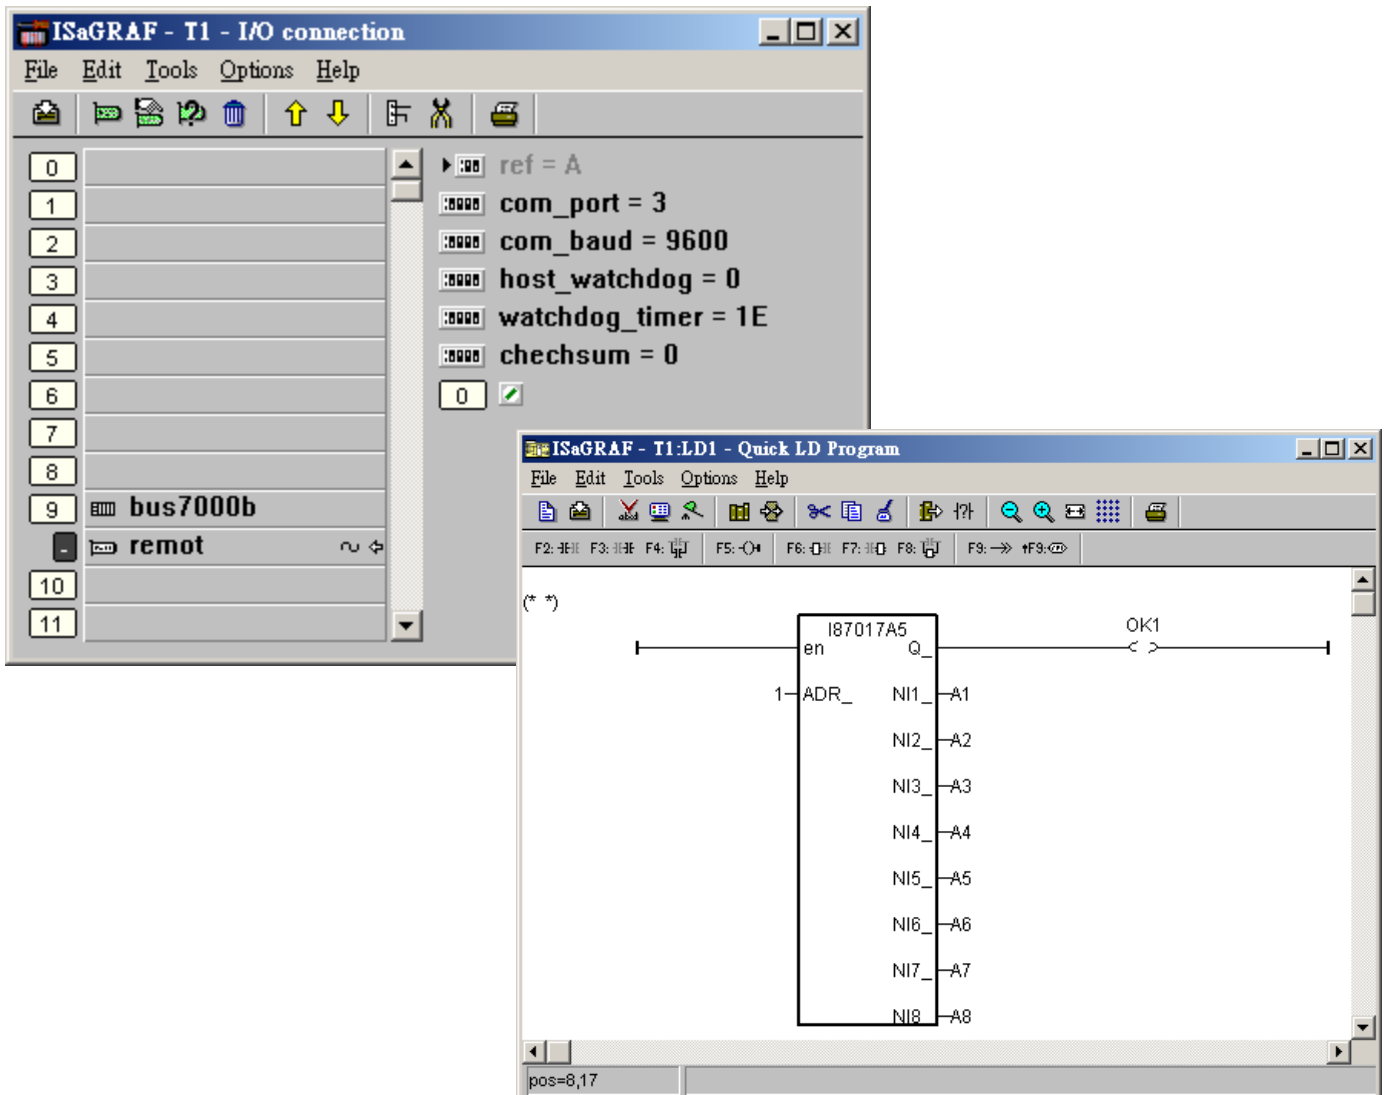 ISaGRAF - T1 - I/O connection
File Edit Tools Options Help
0
1
2
3
4
5
6
7
8
9 bus7000b
- remot
10
11
ref = A
com_port = 3
com_baud = 9600
host_watchdog = 0
watchdog_timer = 1E
chechsum = 0
0
ISaGRAF - T1:LD1 - Quick LD Program
File Edit Tools Options Help
F2: F3: F4: F5: F6: F7: F8: F9: ↑F9:
(* *)
I87017A5
en Q_ OK1
1 ADR_ NI1_ A1
NI2_ A2
NI3_ A3
NI4_ A4
NI5_ A5
NI6_ A6
NI7_ A7
NI8 A8
pos=8,17